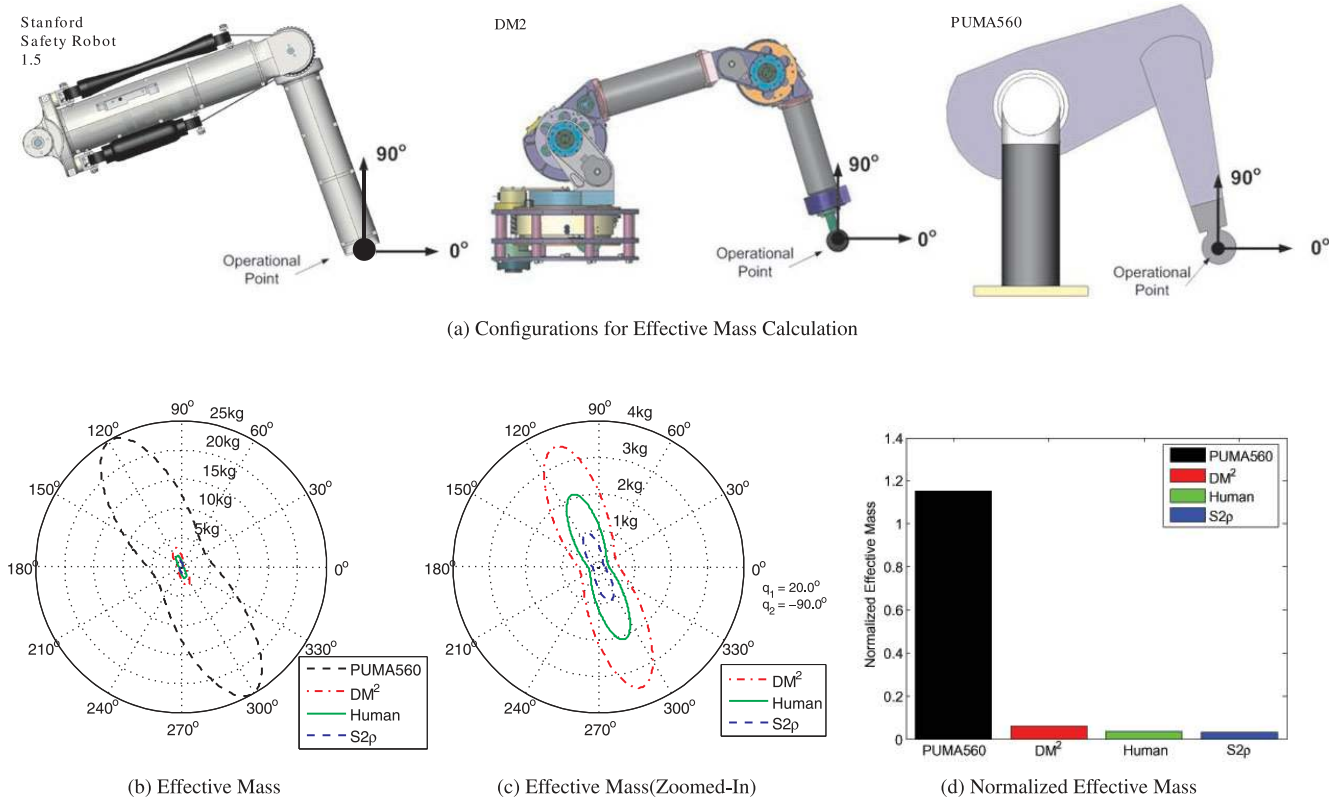 Stanford
Safety Robot
1.5
DM2
PUMA560
90°
0°
Operational
Point
90°
0°
Operational
Point
90°
0°
Operational
Point
(a) Configurations for Effective Mass Calculation
90°
25kg
120°
60°
20kg
15kg
150°
30°
10kg
5kg
180°
0°
210°
330°
240°
300°
270°
PUMA560
DM²
Human
S2ρ
(b) Effective Mass
90°
4kg
120°
60°
3kg
150°
2kg
30°
1kg
180°
0°
q₁ = 20.0°
q₂ = −90.0°
210°
330°
240°
300°
270°
DM²
Human
S2ρ
(c) Effective Mass(Zoomed-In)
1.4
1.2
1
0.8
0.6
0.4
0.2
0
Normalized Effective Mass
PUMA560
DM²
Human
S2ρ
PUMA560
DM²
Human
S2ρ
(d) Normalized Effective Mass